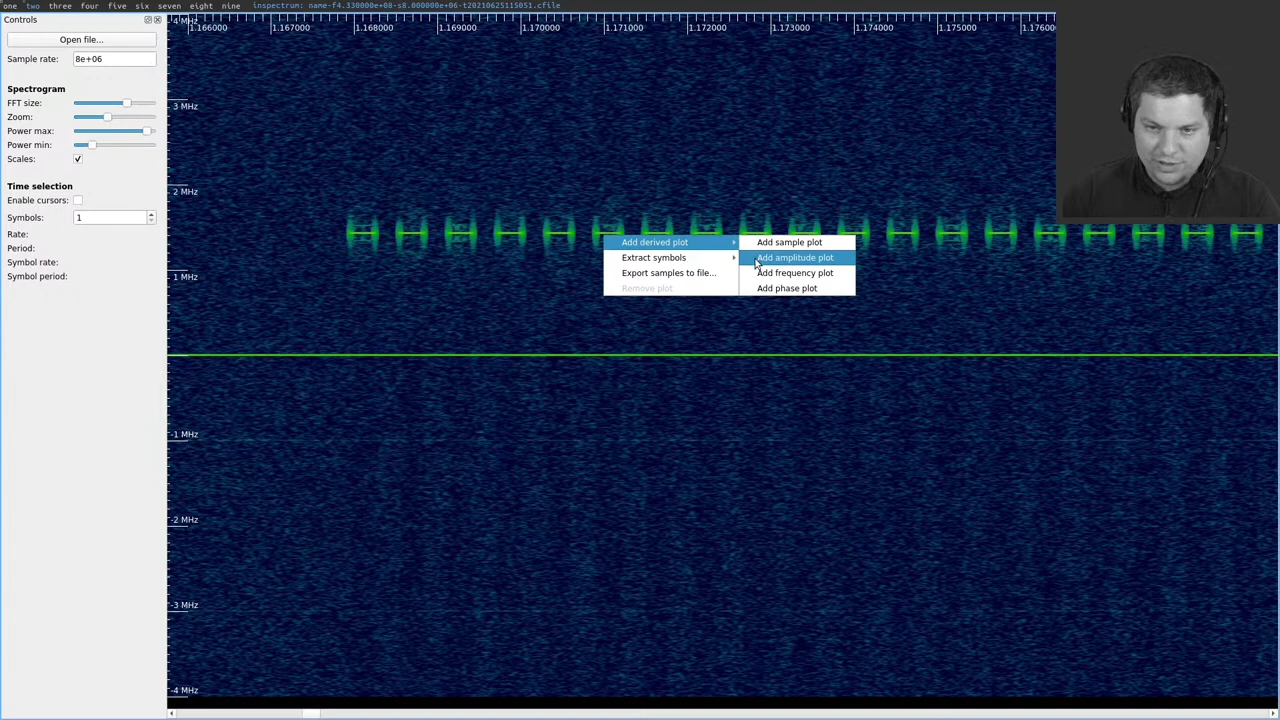 one two three four five six seven eight nine inspectrum: name-f4.330000e+08-s8.000000e+06-t20210625115051.cfile
Controls
Open file...
Sample rate: 8e+06
Spectrogram
FFT size:
Zoom:
Power max:
Power min:
Scales:
Time selection
Enable cursors:
Symbols: 1
Rate:
Period:
Symbol rate:
Symbol period:
4 MHz
1.166000 1.167000 1.168000 1.169000 1.170000 1.171000 1.172000 1.173000 1.174000 1.175000 1.176000
3 MHz
2 MHz
1 MHz
-1 MHz
-2 MHz
-3 MHz
-4 MHz
Add derived plot
Extract symbols
Export samples to file...
Remove plot
Add sample plot
Add amplitude plot
Add frequency plot
Add phase plot